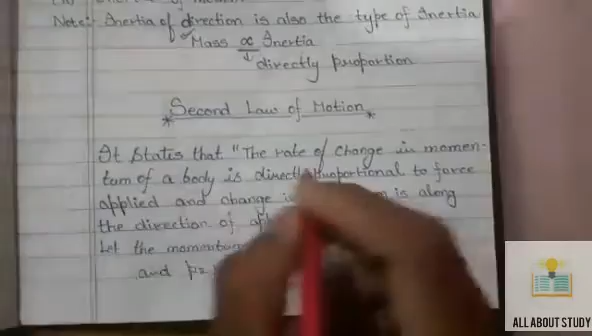 Note:- Inertia of direction is also the type of Inertia
Mass ∝ Inertia
↓ directly proportion
Second Law of Motion
It states that "The rate of change in momen-
tum of a body is directly proportional to force
applied and change is along
the direction of
Let the momentum
and P2
ALL ABOUT STUDY